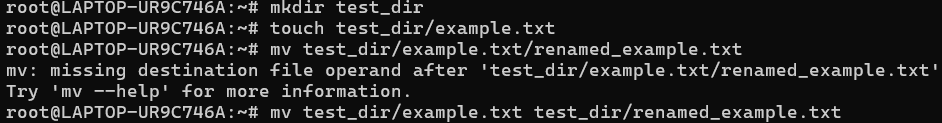 root@LAPTOP-UR9C746A:~# mkdir test_dir
root@LAPTOP-UR9C746A:~# touch test_dir/example.txt
root@LAPTOP-UR9C746A:~# mv test_dir/example.txt/renamed_example.txt
mv: missing destination file operand after 'test_dir/example.txt/renamed_example.txt'
Try 'mv --help' for more information.
root@LAPTOP-UR9C746A:~# mv test_dir/example.txt test_dir/renamed_example.txt